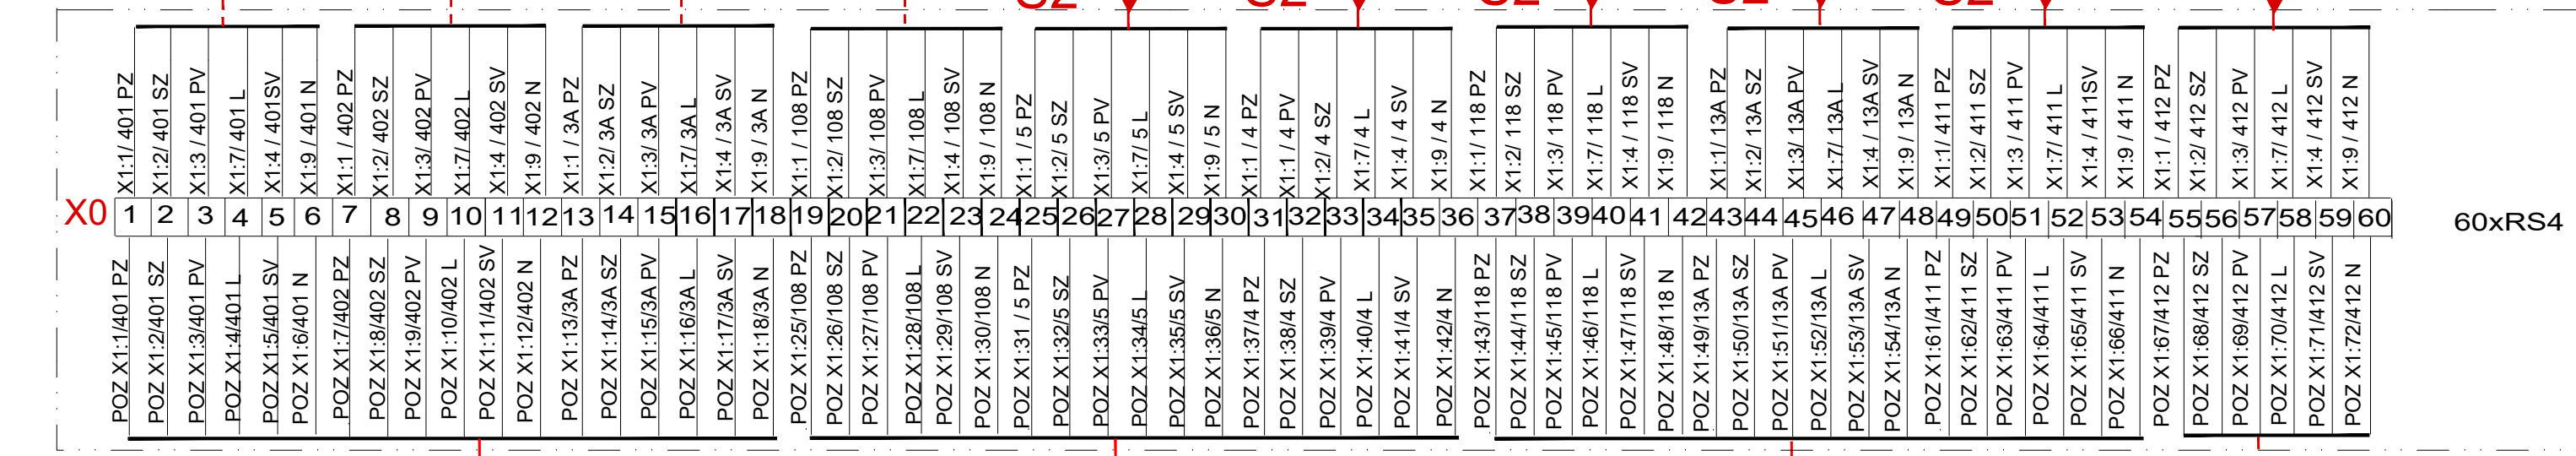 X1:1/ 401 PZ
X1:2/ 401 SZ
X1:3 / 401 PV
X1:7/ 401 L
X1:4 / 401SV
X1:9 / 401 N
X1:1 / 402 PZ
X1:2/ 402 SZ
X1:3/ 402 PV
X1:7/ 402 L
X1:4 / 402 SV
X1:9 / 402 N
X1:1 / 3A PZ
X1:2/ 3A SZ
X1:3/ 3A PV
X1:7/ 3A L
X1:4 / 3A SV
X1:9 / 3A N
X1:1 / 108 PZ
X1:2/ 108 SZ
X1:3/ 108 PV
X1:7/ 108 L
X1:4 / 108 SV
X1:9 / 108 N
X1:1 / 5 PZ
X1:2/ 5 SZ
X1:3/ 5 PV
X1:7/ 5 L
X1:4 / 5 SV
X1:9 / 5 N
X1:1 / 4 PZ
X1:1 / 4 PV
X1:2/ 4 SZ
X1:7/ 4 L
X1:4 / 4 SV
X1:9 / 4 N
X1:1/ 118 PZ
X1:2/ 118 SZ
X1:3/ 118 PV
X1:7/ 118 L
X1:4 / 118 SV
X1:9 / 118 N
X1:1/ 13A PZ
X1:2/ 13A SZ
X1:3/ 13A PV
X1:7/ 13A L
X1:4 / 13A SV
X1:9 / 13A N
X1:1/ 411 PZ
X1:2/ 411 SZ
X1:3 / 411 PV
X1:7/ 411 L
X1:4 / 411SV
X1:9 / 411 N
X1:1 / 412 PZ
X1:2/ 412 SZ
X1:3/ 412 PV
X1:7/ 412 L
X1:4 / 412 SV
X1:9 / 412 N
X0 1 2 3 4 5 6 7 8 9 10 11 12 13 14 15 16 17 18 19 20 21 22 23 24 25 26 27 28 29 30 31 32 33 34 35 36 37 38 39 40 41 42 43 44 45 46 47 48 49 50 51 52 53 54 55 56 57 58 59 60 60xRS4
POZ X1:1/401 PZ
POZ X1:2/401 SZ
POZ X1:3/401 PV
POZ X1:4/401 L
POZ X1:5/401 SV
POZ X1:6/401 N
POZ X1:7/402 PZ
POZ X1:8/402 SZ
POZ X1:9/402 PV
POZ X1:10/402 L
POZ X1:11/402 SV
POZ X1:12/402 N
POZ X1:13/3A PZ
POZ X1:14/3A SZ
POZ X1:15/3A PV
POZ X1:16/3A L
POZ X1:17/3A SV
POZ X1:18/3A N
POZ X1:25/108 PZ
POZ X1:26/108 SZ
POZ X1:27/108 PV
POZ X1:28/108 L
POZ X1:29/108 SV
POZ X1:30/108 N
POZ X1:31 / 5 PZ
POZ X1:32/5 SZ
POZ X1:33/5 PV
POZ X1:34/5 L
POZ X1:35/5 SV
POZ X1:36/5 N
POZ X1:37/4 PZ
POZ X1:38/4 SZ
POZ X1:39/4 PV
POZ X1:40/4 L
POZ X1:41/4 SV
POZ X1:42/4 N
POZ X1:43/118 PZ
POZ X1:44/118 SZ
POZ X1:45/118 PV
POZ X1:46/118 L
POZ X1:47/118 SV
POZ X1:48/118 N
POZ X1:49/13A PZ
POZ X1:50/13A SZ
POZ X1:51/13A PV
POZ X1:52/13A L
POZ X1:53/13A SV
POZ X1:54/13A N
POZ X1:61/411 PZ
POZ X1:62/411 SZ
POZ X1:63/411 PV
POZ X1:64/411 L
POZ X1:65/411 SV
POZ X1:66/411 N
POZ X1:67/412 PZ
POZ X1:68/412 SZ
POZ X1:69/412 PV
POZ X1:70/412 L
POZ X1:71/412 SV
POZ X1:72/412 N